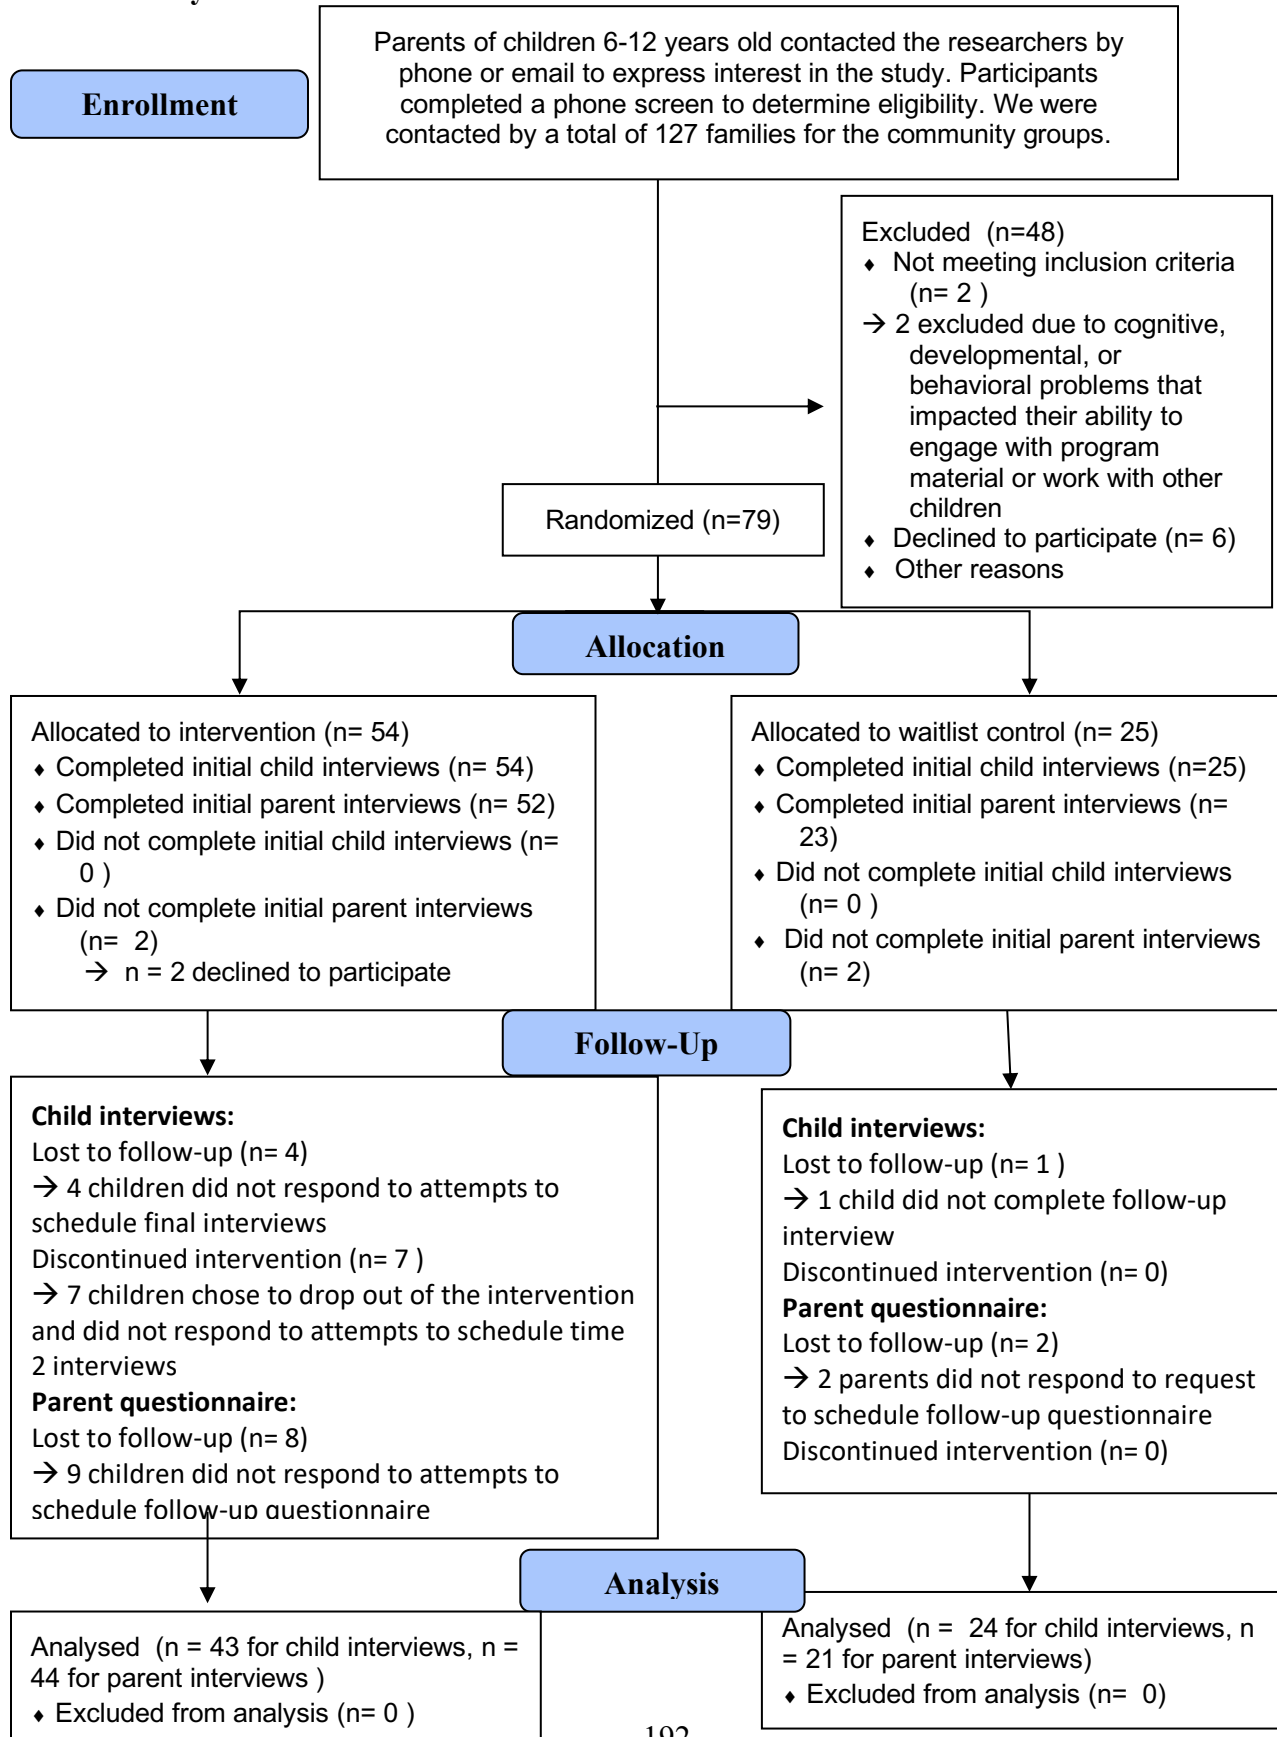 Parents of children 6-12 years old contacted the researchers by
phone or email to express interest in the study. Participants
completed a phone screen to determine eligibility. We were
contacted by a total of 127 families for the community groups.
Enrollment
Excluded (n=48)
♦ Not meeting inclusion criteria
(n= 2 )
→ 2 excluded due to cognitive,
developmental, or
behavioral problems that
impacted their ability to
engage with program
material or work with other
children
♦ Declined to participate (n= 6)
♦ Other reasons
Randomized (n=79)
Allocation
Allocated to intervention (n= 54)
♦ Completed initial child interviews (n= 54)
♦ Completed initial parent interviews (n= 52)
♦ Did not complete initial child interviews (n=
0 )
♦ Did not complete initial parent interviews
(n= 2)
→ n = 2 declined to participate
Allocated to waitlist control (n= 25)
♦ Completed initial child interviews (n=25)
♦ Completed initial parent interviews (n=
23)
♦ Did not complete initial child interviews
(n= 0 )
♦ Did not complete initial parent interviews
(n= 2)
Follow-Up
Child interviews:
Lost to follow-up (n= 4)
→ 4 children did not respond to attempts to
schedule final interviews
Discontinued intervention (n= 7 )
→ 7 children chose to drop out of the intervention
and did not respond to attempts to schedule time
2 interviews
Parent questionnaire:
Lost to follow-up (n= 8)
→ 9 children did not respond to attempts to
schedule follow-up questionnaire
Child interviews:
Lost to follow-up (n= 1 )
→ 1 child did not complete follow-up
interview
Discontinued intervention (n= 0)
Parent questionnaire:
Lost to follow-up (n= 2)
→ 2 parents did not respond to request
to schedule follow-up questionnaire
Discontinued intervention (n= 0)
Analysis
Analysed (n = 43 for child interviews, n =
44 for parent interviews )
♦ Excluded from analysis (n= 0 )
Analysed (n = 24 for child interviews, n
= 21 for parent interviews)
♦ Excluded from analysis (n= 0)
192